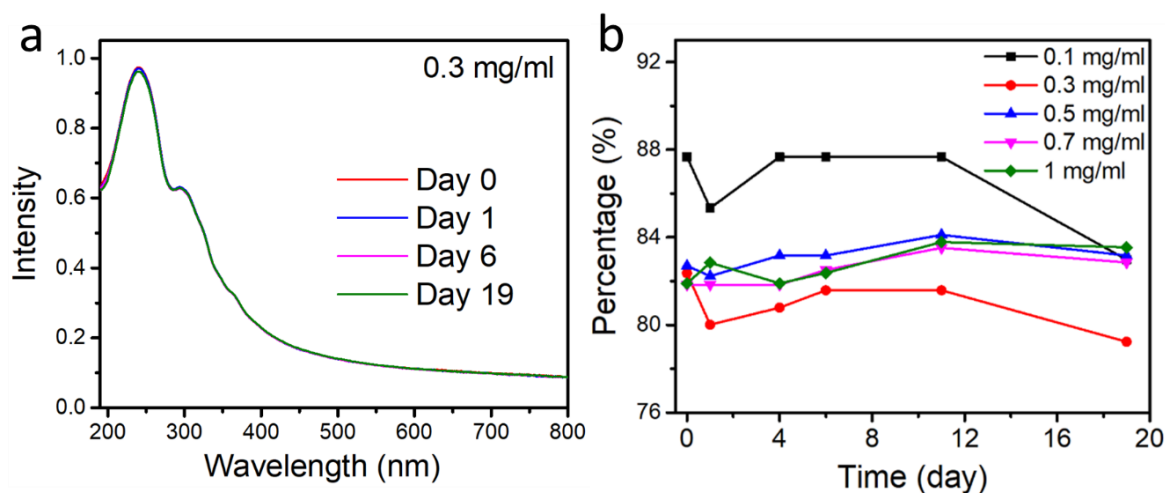 a
0.3 mg/ml
Day 0
Day 1
Day 6
Day 19
Intensity
1.0
0.8
0.6
0.4
0.2
0.0
200 300 400 500 600 700 800
Wavelength (nm)
b
0.1 mg/ml
0.3 mg/ml
0.5 mg/ml
0.7 mg/ml
1 mg/ml
Percentage (%)
92
88
84
80
76
0 4 8 12 16 20
Time (day)